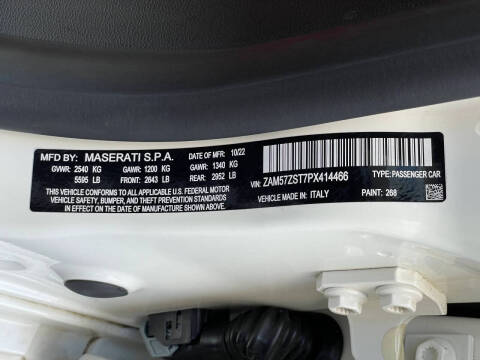 MFD BY: MASERATI S.P.A. DATE OF MFR: 10/22
GVWR: 2540 KG GAWR: 1200 KG GAWR: 1340 KG
5595 LB FRONT: 2643 LB REAR: 2952 LB
THIS VEHICLE CONFORMS TO ALL APPLICABLE U.S. FEDERAL MOTOR
VEHICLE SAFETY, BUMPER, AND THEFT PREVENTION STANDARDS
IN EFFECT ON THE DATE OF MANUFACTURE SHOWN ABOVE.
VIN: ZAM57ZST7PX414466 TYPE: PASSENGER CAR
VEHICLE MADE IN: ITALY PAINT: 268